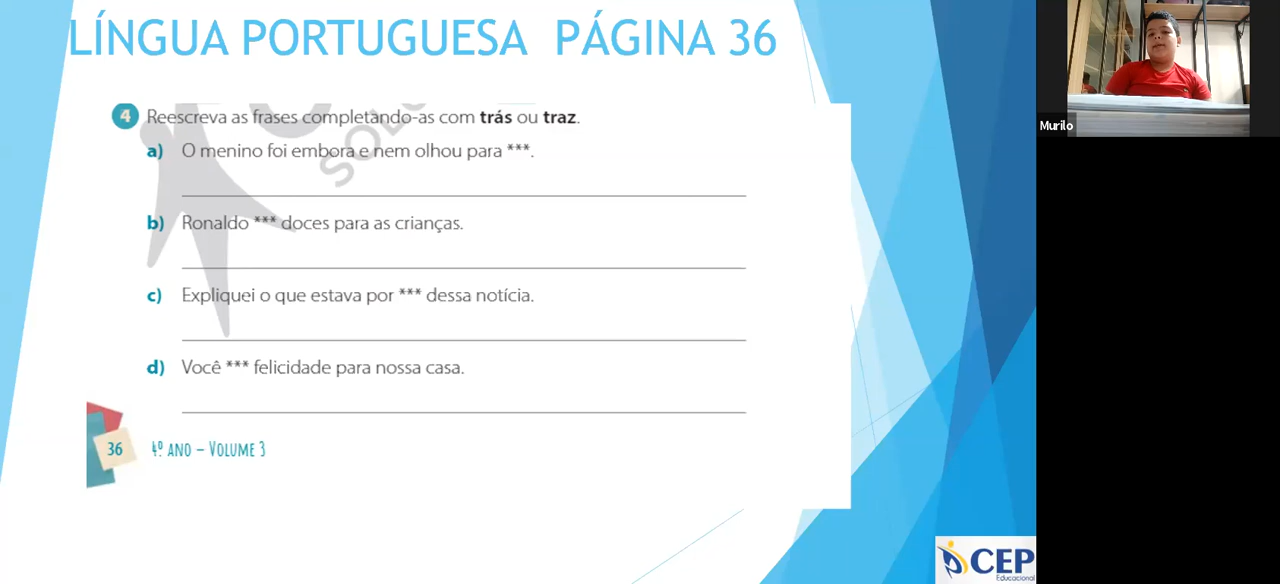 LÍNGUA PORTUGUESA PÁGINA 36
4 Reescreva as frases completando-as com trás ou traz.
a) O menino foi embora e nem olhou para ***.
b) Ronaldo *** doces para as crianças.
c) Expliquei o que estava por *** dessa notícia.
d) Você *** felicidade para nossa casa.
36 4º. ANO – VOLUME 3
SOL
Murilo
CEP
Educacional